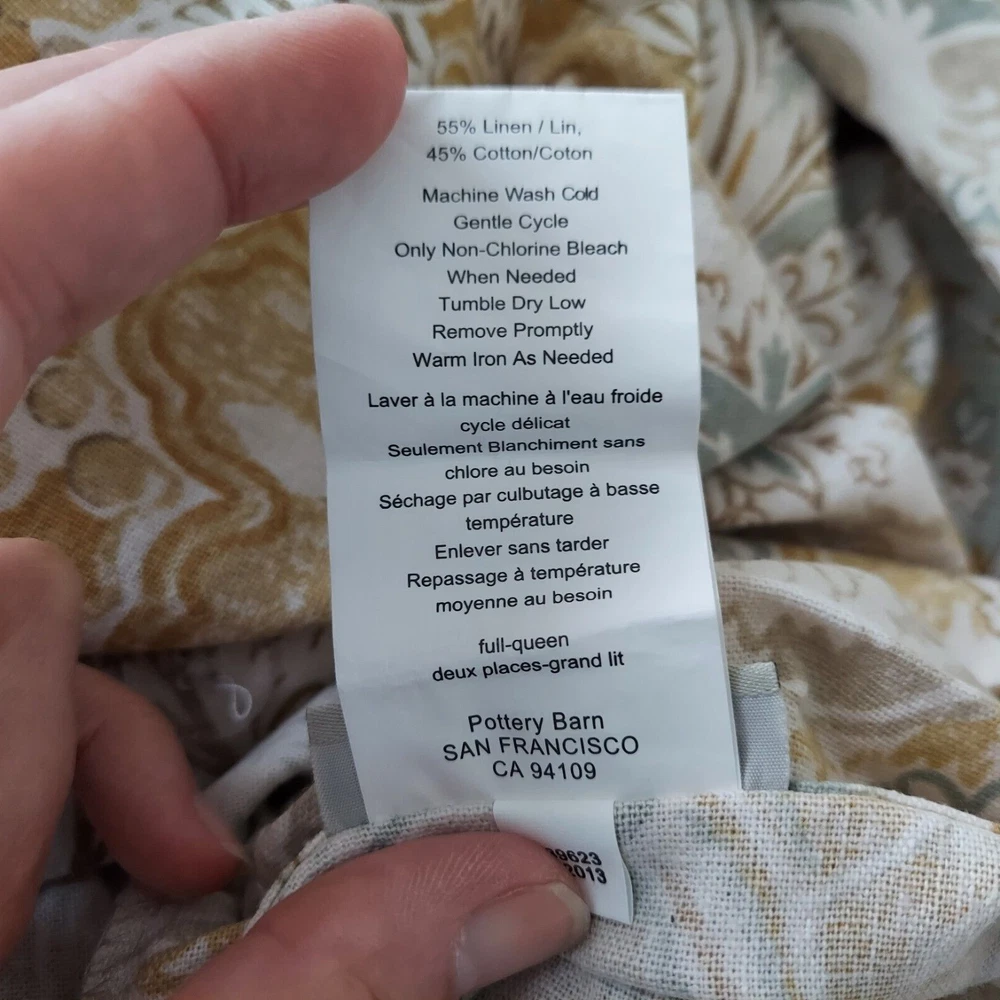 55% Linen / Lin,
45% Cotton/Coton
Machine Wash Cold
Gentle Cycle
Only Non-Chlorine Bleach
When Needed
Tumble Dry Low
Remove Promptly
Warm Iron As Needed
Laver à la machine à l'eau froide
cycle délicat
Seulement Blanchiment sans
chlore au besoin
Séchage par culbutage à basse
température
Enlever sans tarder
Repassage à température
moyenne au besoin
full-queen
deux places-grand lit
Pottery Barn
SAN FRANCISCO
CA 94109